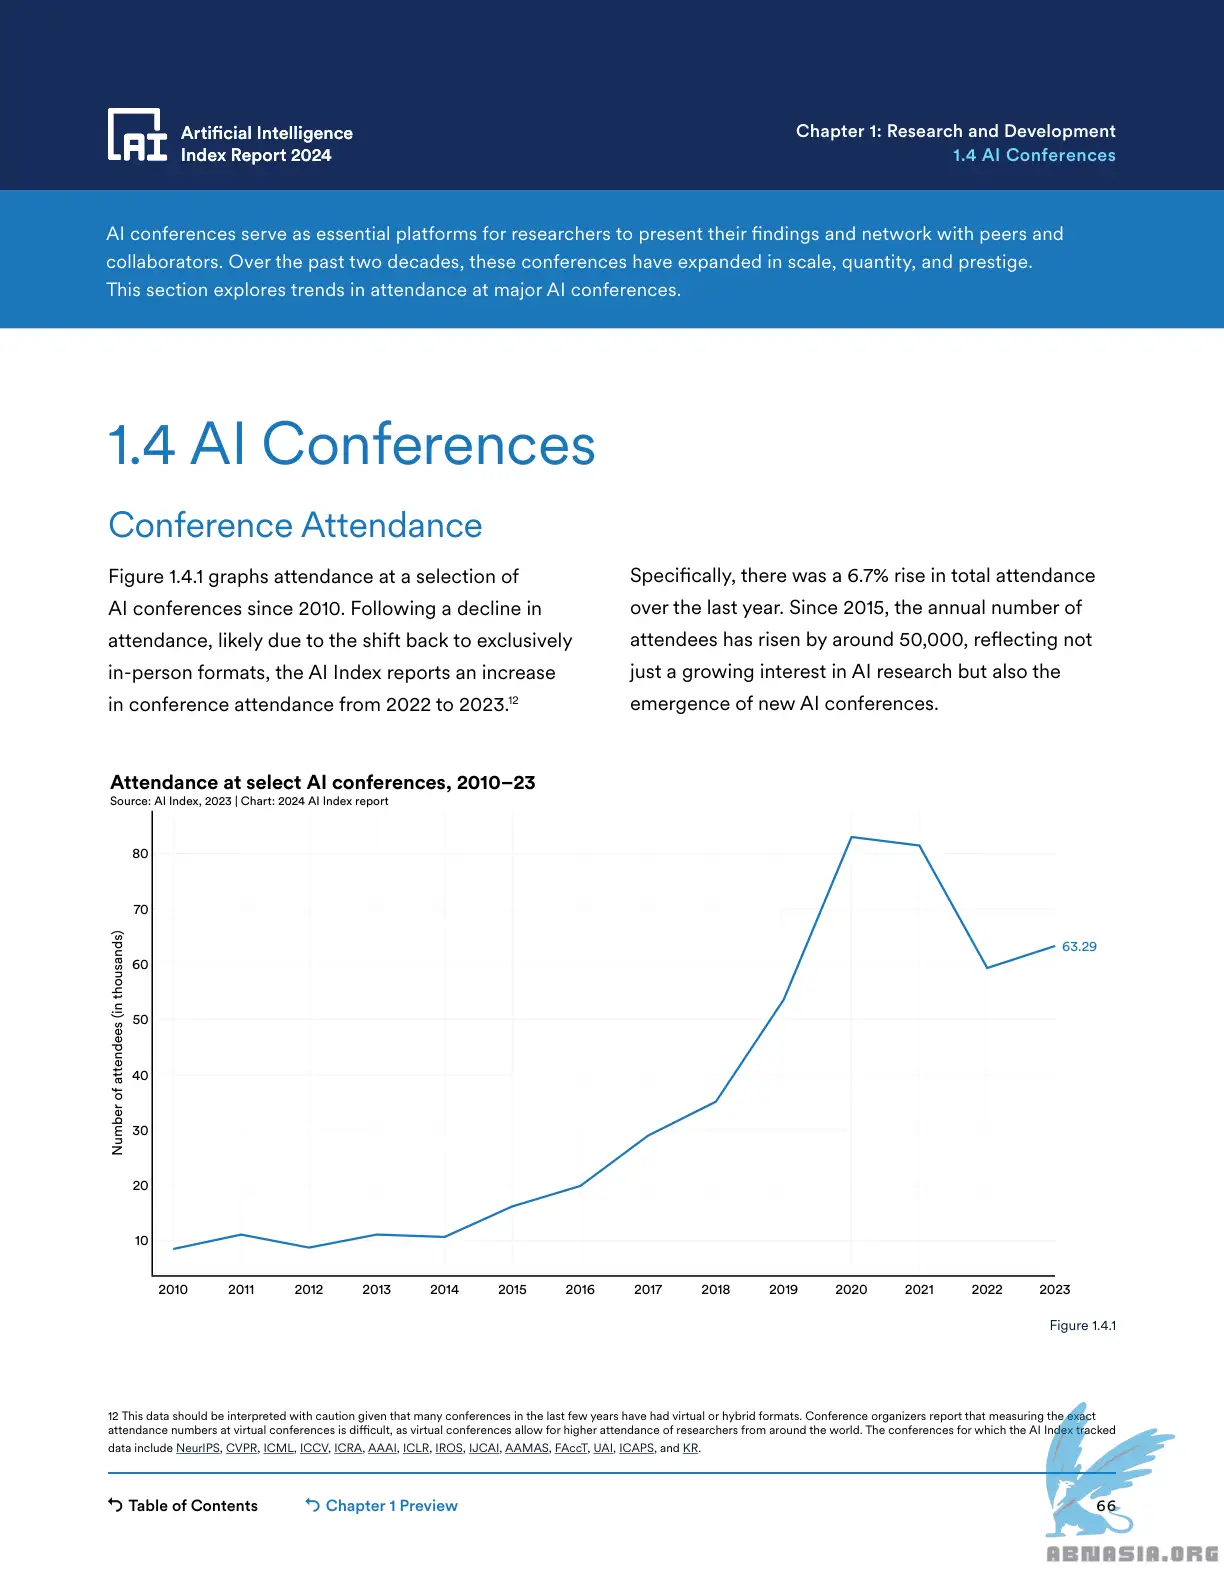 Artificial Intelligence
Index Report 2024
Chapter 1: Research and Development
1.4 AI Conferences
AI conferences serve as essential platforms for researchers to present their findings and network with peers and
collaborators. Over the past two decades, these conferences have expanded in scale, quantity, and prestige.
This section explores trends in attendance at major AI conferences.
1.4 AI Conferences
Conference Attendance
Figure 1.4.1 graphs attendance at a selection of
AI conferences since 2010. Following a decline in
attendance, likely due to the shift back to exclusively
in-person formats, the AI Index reports an increase
in conference attendance from 2022 to 2023.12
Specifically, there was a 6.7% rise in total attendance
over the last year. Since 2015, the annual number of
attendees has risen by around 50,000, reflecting not
just a growing interest in AI research but also the
emergence of new AI conferences.
Attendance at select AI conferences, 2010–23
Source: AI Index, 2023 | Chart: 2024 AI Index report
Number of attendees (in thousands)
80
70
60
50
40
30
20
10
63.29
2010 2011 2012 2013 2014 2015 2016 2017 2018 2019 2020 2021 2022 2023
Figure 1.4.1
12 This data should be interpreted with caution given that many conferences in the last few years have had virtual or hybrid formats. Conference organizers report that measuring the exact
attendance numbers at virtual conferences is difficult, as virtual conferences allow for higher attendance of researchers from around the world. The conferences for which the AI Index tracked
data include NeurIPS, CVPR, ICML, ICCV, ICRA, AAAI, ICLR, IROS, IJCAI, AAMAS, FAccT, UAI, ICAPS, and KR.
Table of Contents
Chapter 1 Preview
66
ABNASIA.ORG